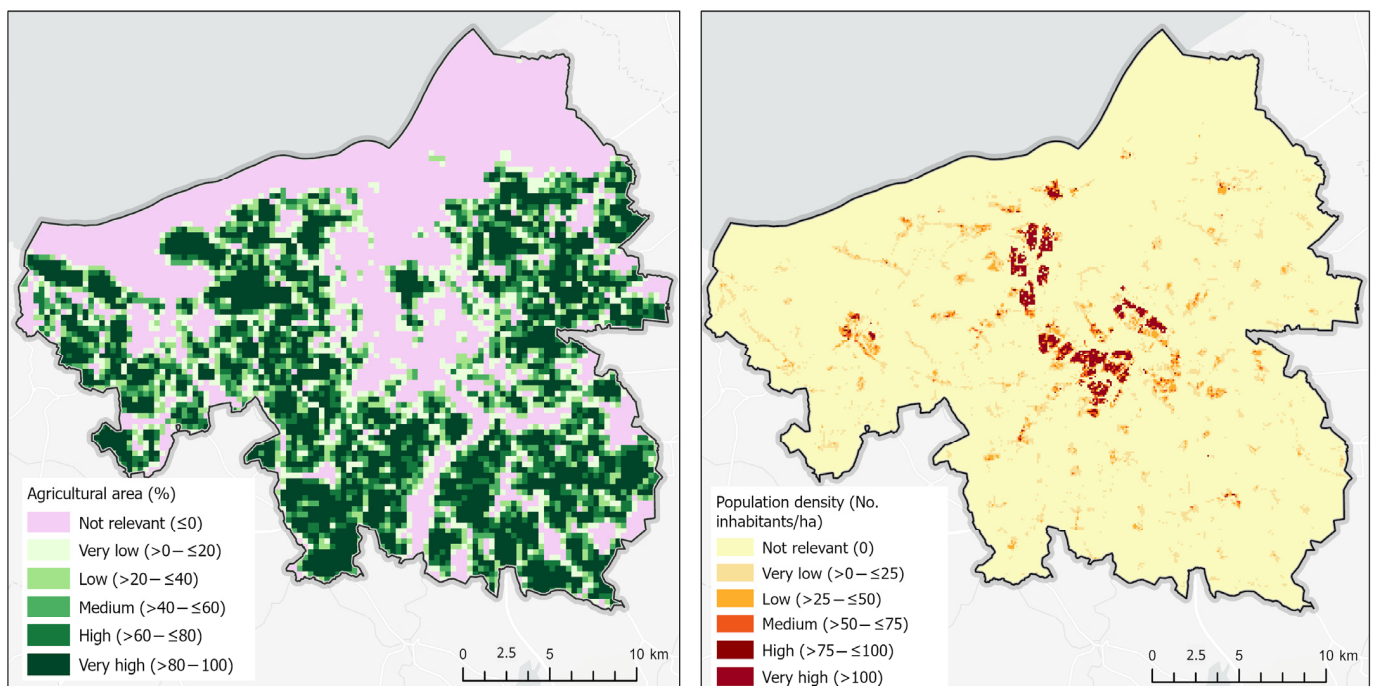 Agricultural area (%)
Not relevant (≤0)
Very low (>0−≤20)
Low (>20−≤40)
Medium (>40−≤60)
High (>60−≤80)
Very high (>80−100)
0 2.5 5 10 km
Population density (No.
inhabitants/ha)
Not relevant (0)
Very low (>0−≤25)
Low (>25−≤50)
Medium (>50−≤75)
High (>75−≤100)
Very high (>100)
0 2.5 5 10 km